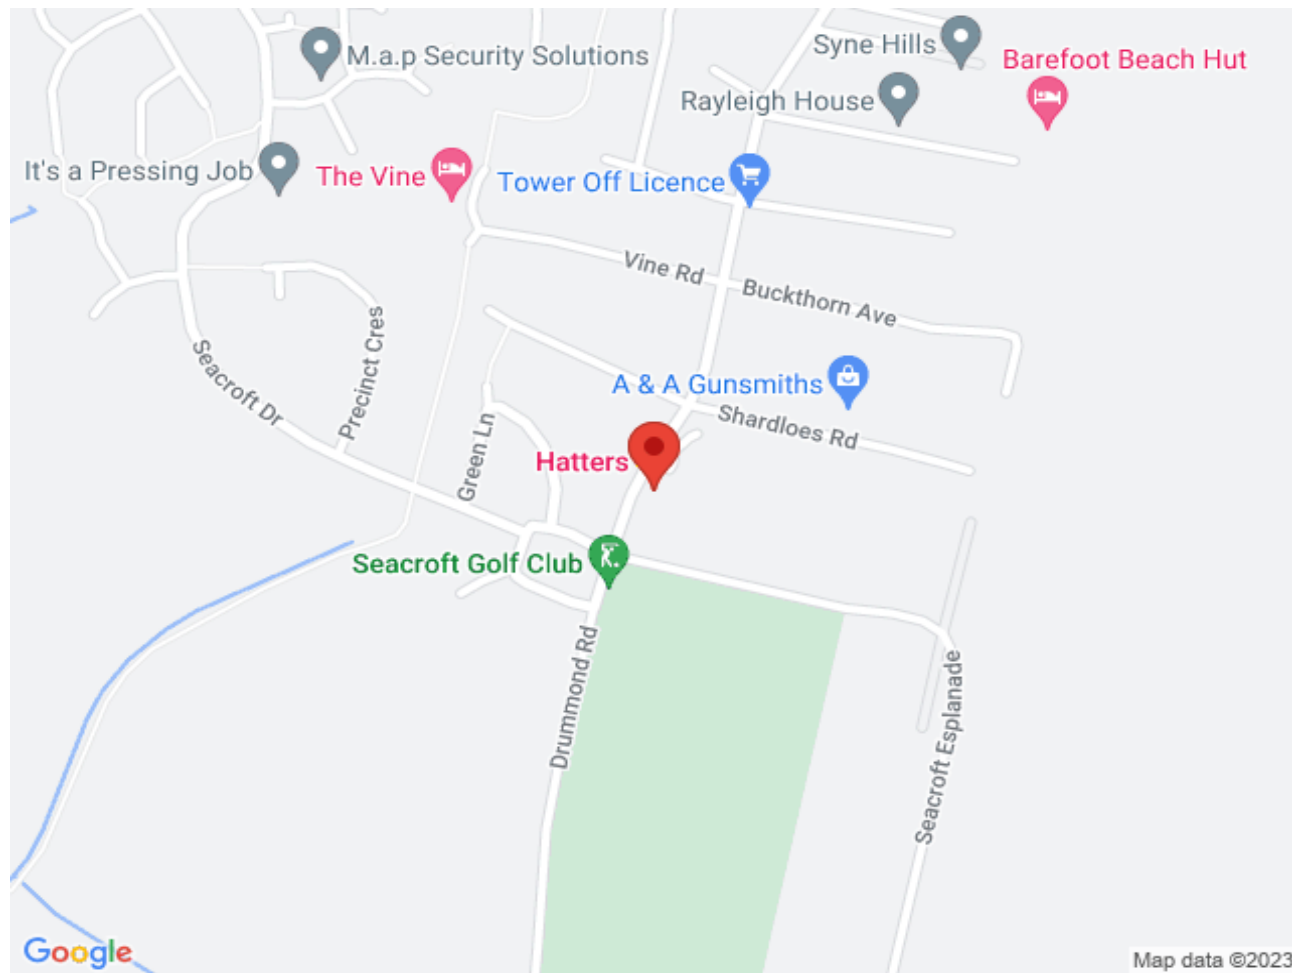 Syne Hills
M.a.p Security Solutions
Barefoot Beach Hut
Rayleigh House
It's a Pressing Job
The Vine
Tower Off Licence
Vine Rd
Buckthorn Ave
Seacroft Dr
Precinct Cres
A & A Gunsmiths
Shardloes Rd
Green Ln
Hatters
Seacroft Golf Club
Drummond Rd
Seacroft Esplanade
Google
Map data ©2023